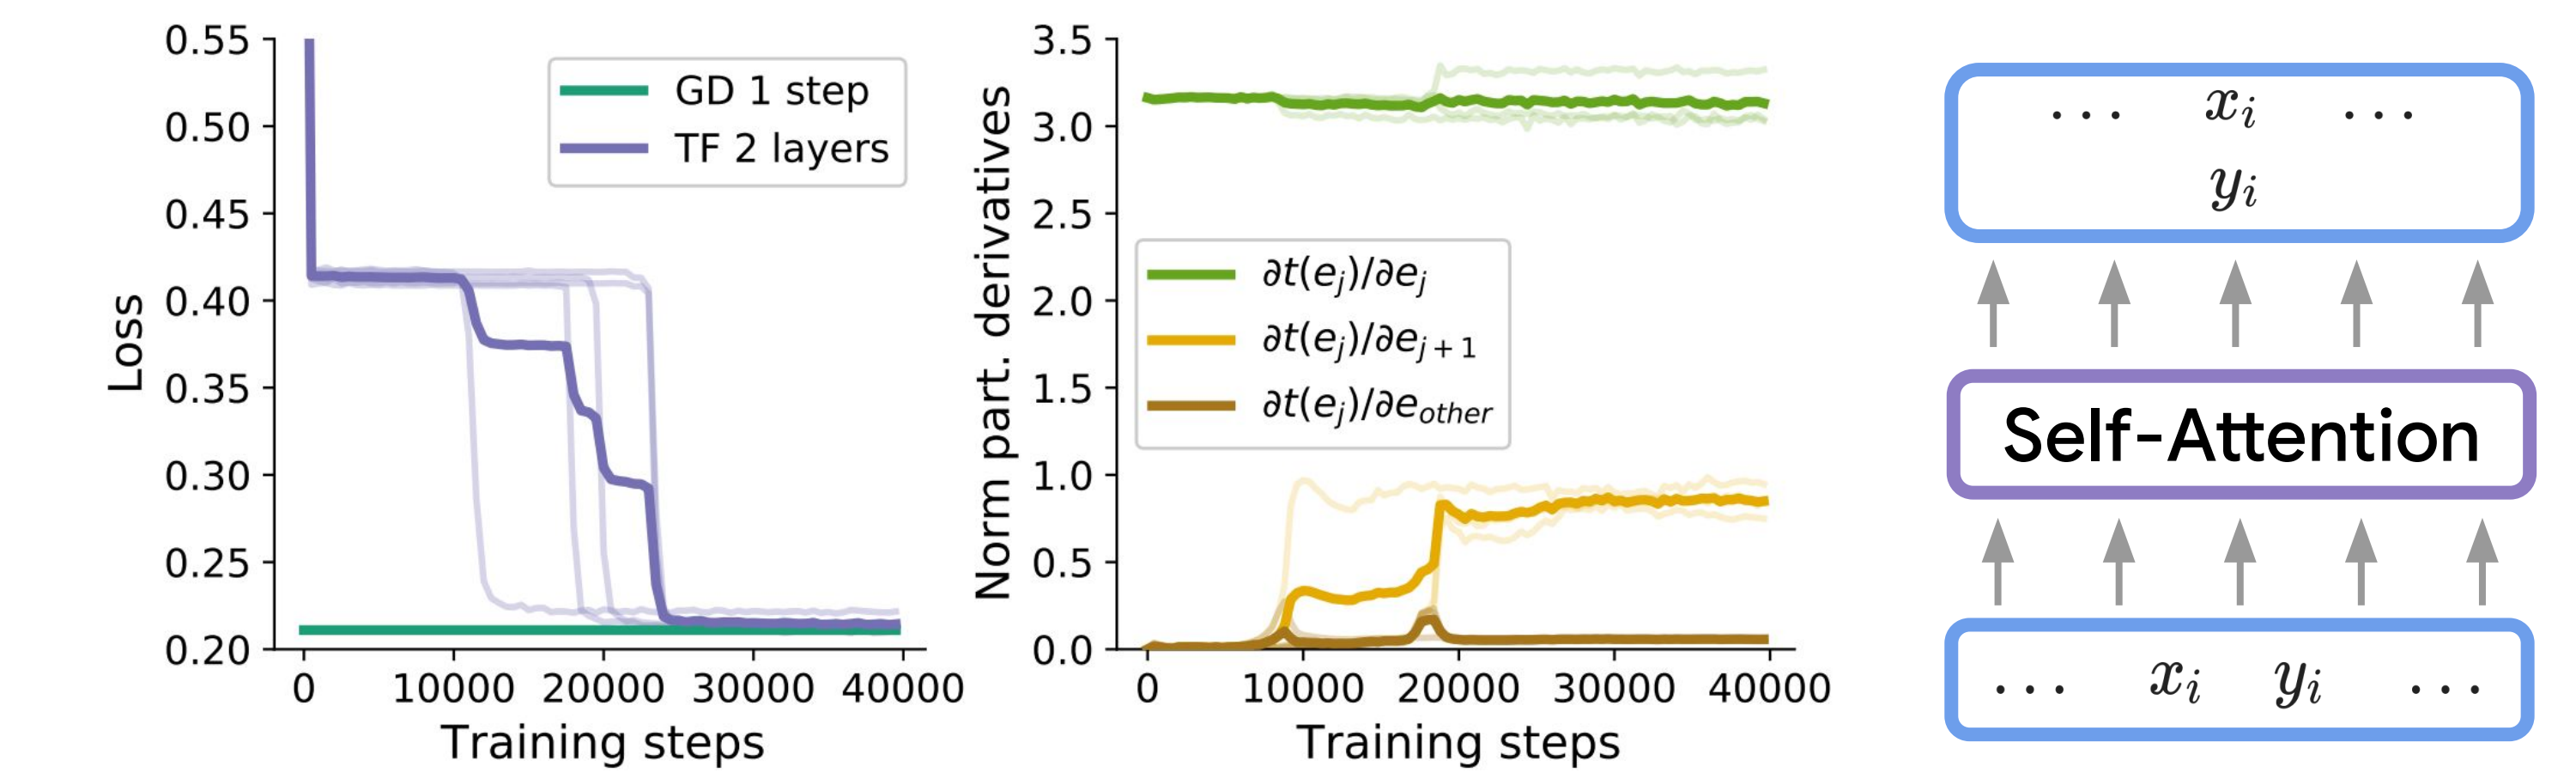 0.55
0.50
0.45
0.40
0.35
0.30
0.25
0.20
Loss
GD 1 step
TF 2 layers
0 10000 20000 30000 40000
Training steps
3.5
3.0
2.5
2.0
1.5
1.0
0.5
0.0
Norm part. derivatives
∂t(e_j)/∂e_j
∂t(e_j)/∂e_{j+1}
∂t(e_j)/∂e_{other}
0 10000 20000 30000 40000
Training steps
... x_i ...
y_i
Self-Attention
... x_i y_i ...